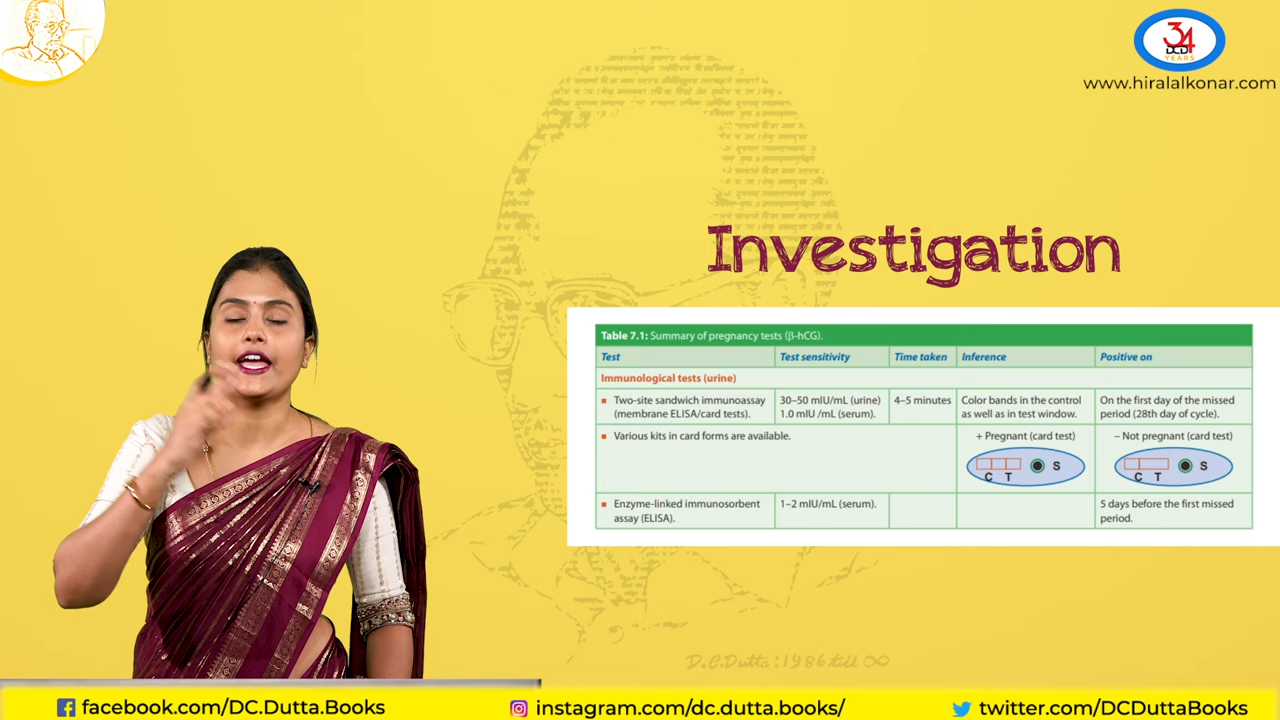 34
DCD
YEARS
www.hiralalkonar.com
Investigation
Table 7.1: Summary of pregnancy tests (β-hCG).
Test Test sensitivity Time taken Inference Positive on
Immunological tests (urine)
▪ Two-site sandwich immunoassay 30–50 mIU/mL (urine) 4–5 minutes Color bands in the control On the first day of the missed
(membrane ELISA/card tests). 1.0 mIU /mL (serum). as well as in test window. period (28th day of cycle).
▪ Various kits in card forms are available. + Pregnant (card test) – Not pregnant (card test)
S S
C T C T
▪ Enzyme-linked immunosorbent 1–2 mIU/mL (serum). 5 days before the first missed
assay (ELISA). period.
D.C.Dutta : 1986 till ∞
facebook.com/DC.Dutta.Books instagram.com/dc.dutta.books/ twitter.com/DCDuttaBooks